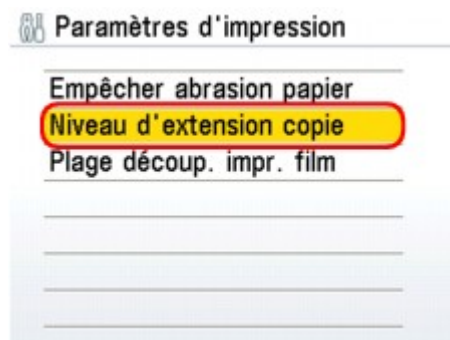 Paramètres d'impression
Empêcher abrasion papier
Niveau d'extension copie
Plage découp. impr. film